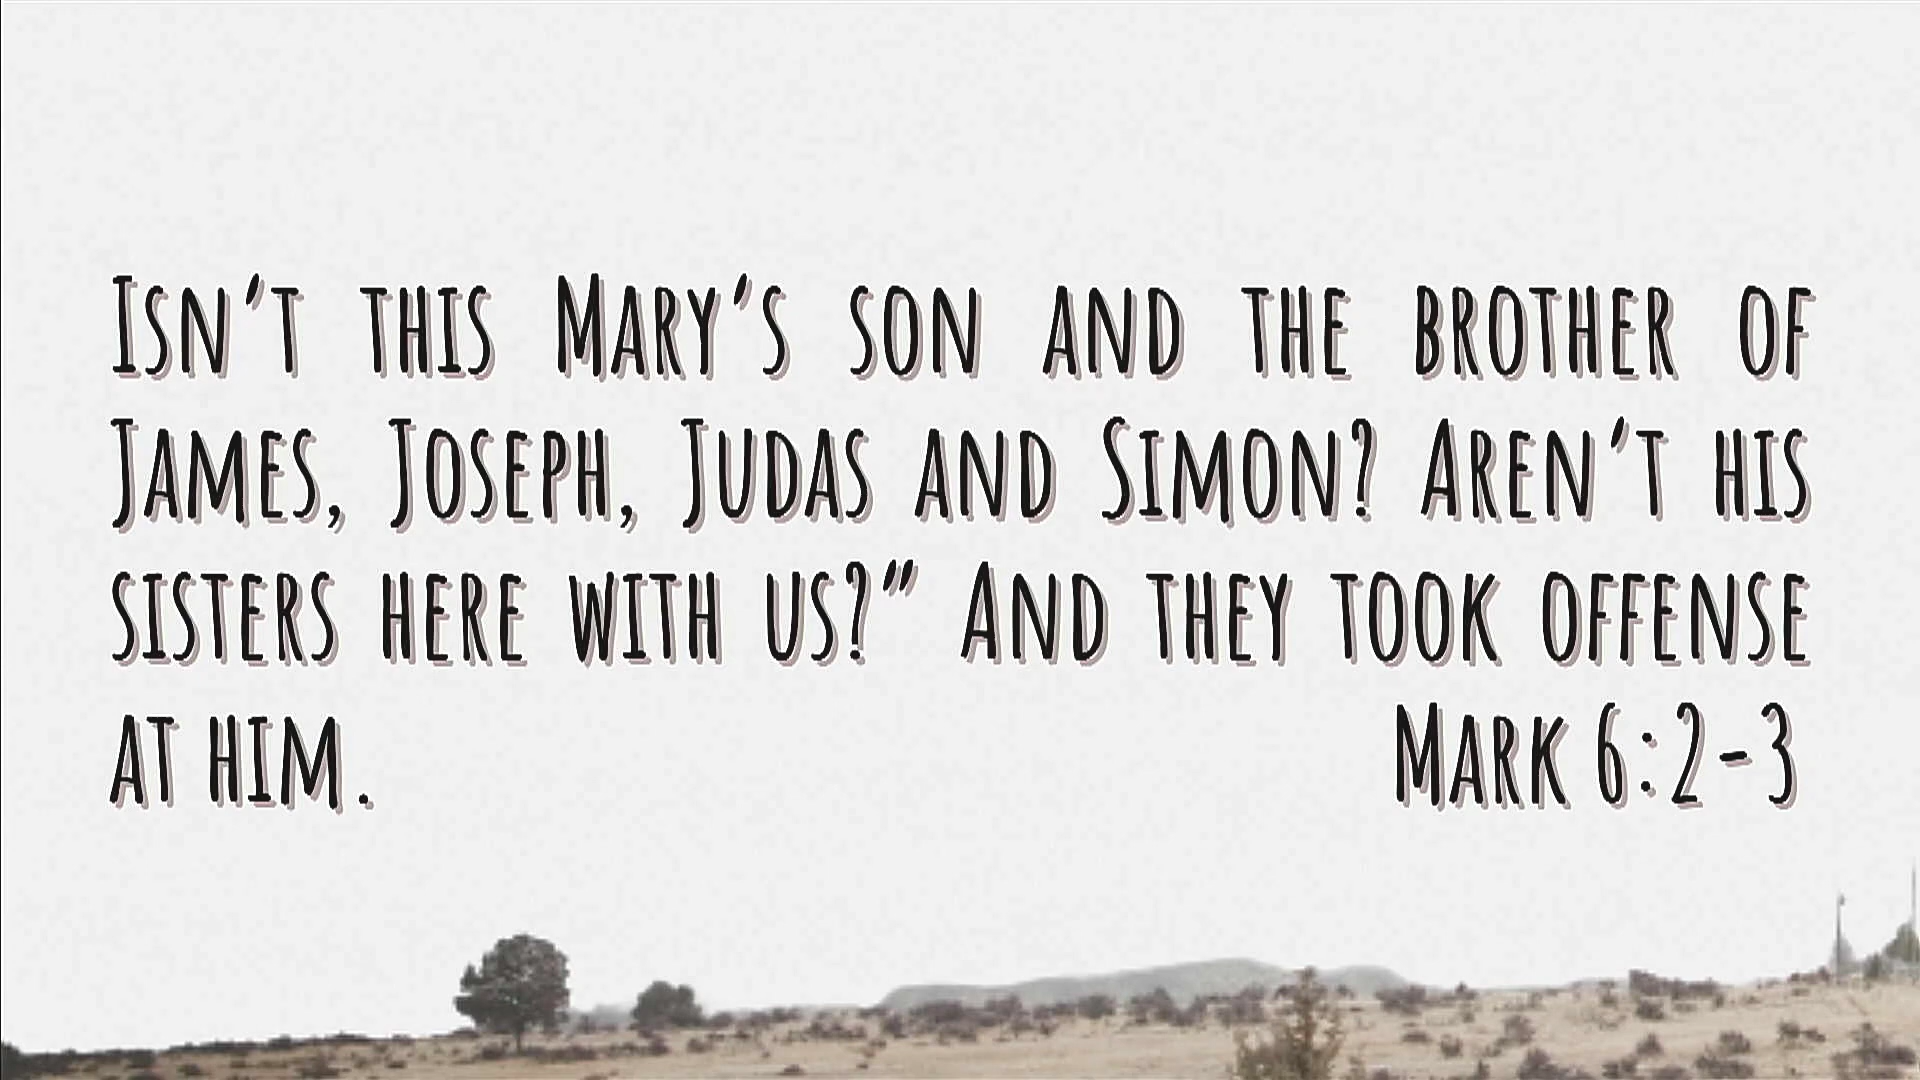 Isn't this Mary's son and the brother of
James, Joseph, Judas and Simon? Aren't his
sisters here with us?" And they took offense
at him. Mark 6:2-3